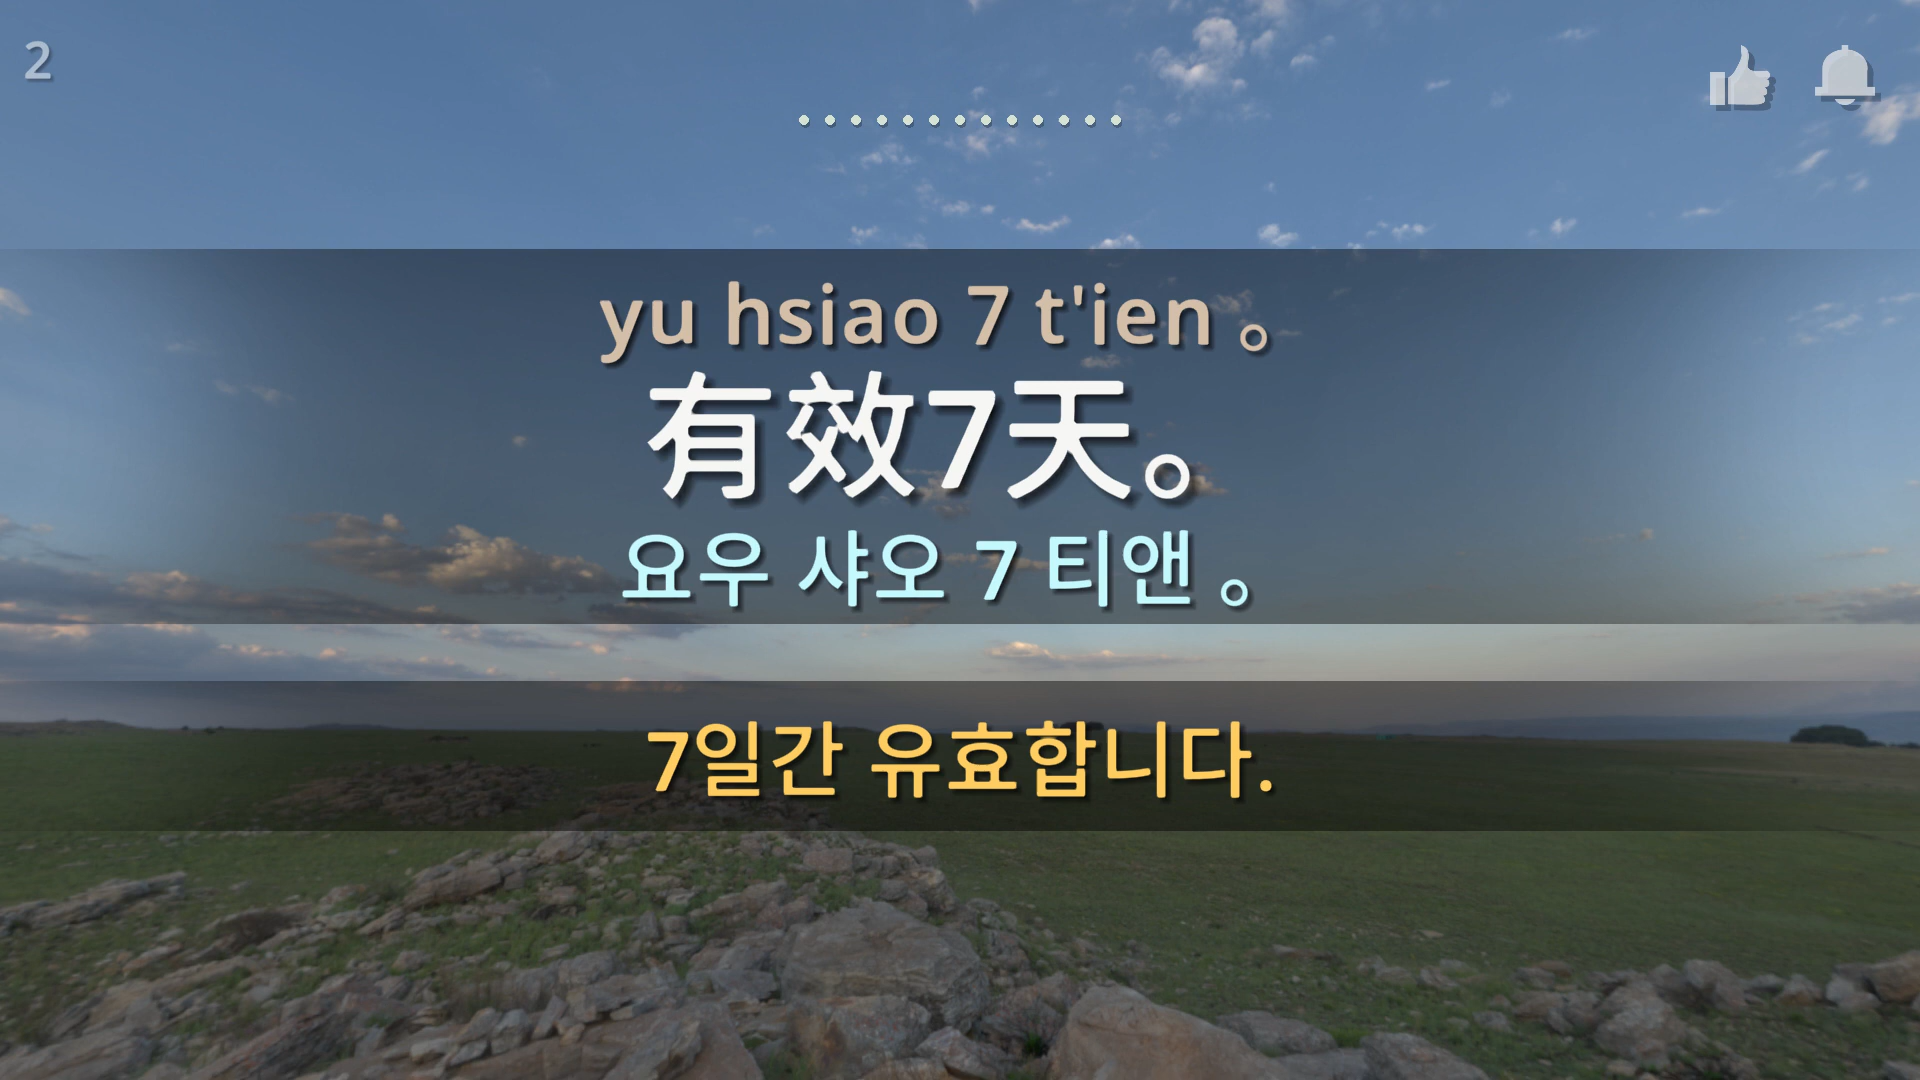 2
yu hsiao 7 t'ien 。
有效7天。
요우 샤오 7 티앤 。
7일간 유효합니다.